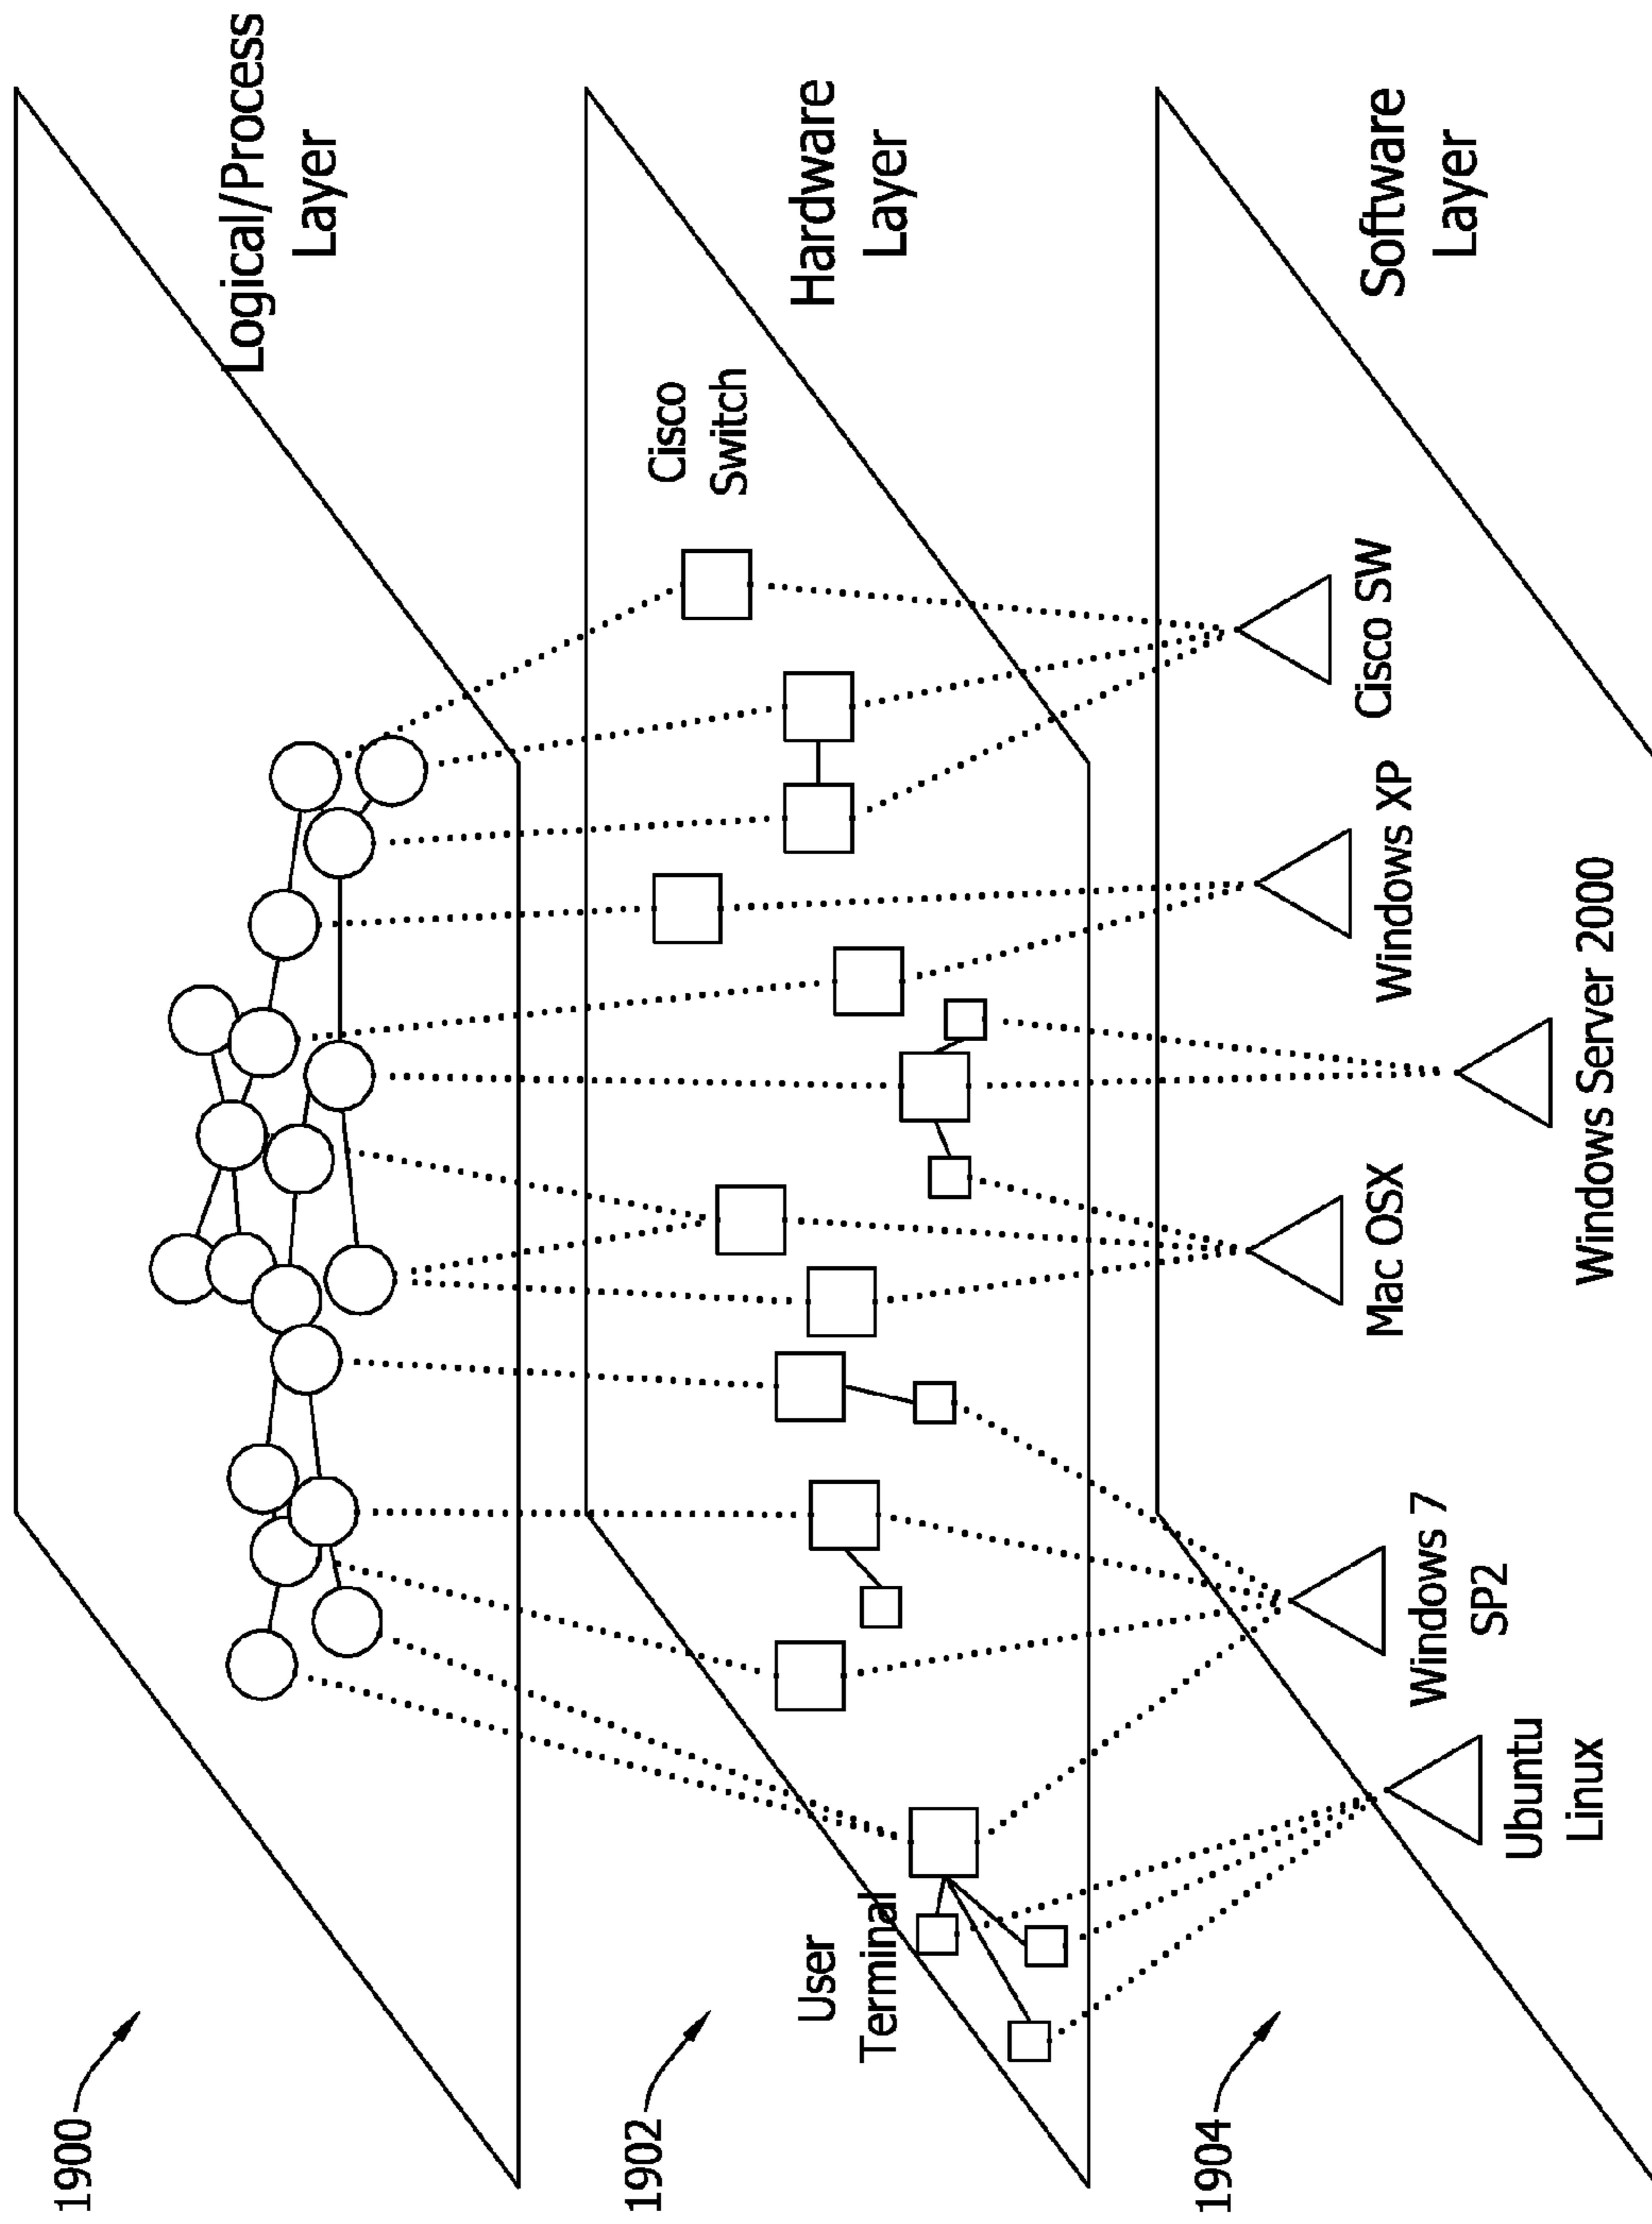 1900
Logical/Process
Layer
1902
Hardware
Layer
Cisco
Switch
User
Terminal
1904
Software
Layer
Ubuntu
Linux
Windows 7
SP2
Mac OSX
Windows Server 2000
Windows XP
Cisco SW